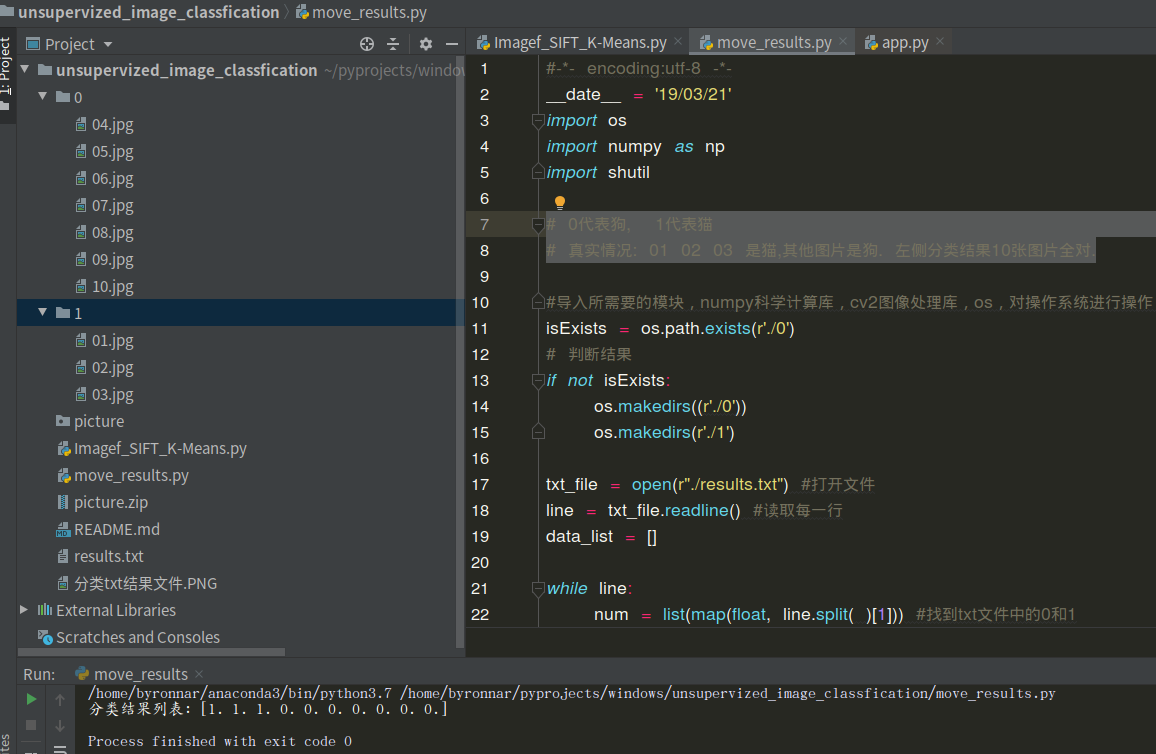 unsupervized_image_classfication move_results.py
1: Project
Project
Imagef_SIFT_K-Means.py move_results.py app.py
unsupervized_image_classfication ~/pyprojects/window
0
04.jpg
05.jpg
06.jpg
07.jpg
08.jpg
09.jpg
10.jpg
1
01.jpg
02.jpg
03.jpg
picture
Imagef_SIFT_K-Means.py
move_results.py
picture.zip
README.md
results.txt
分类txt结果文件.PNG
External Libraries
Scratches and Consoles
1 #-*- encoding:utf-8 -*-
2 __date__ = '19/03/21'
3 import os
4 import numpy as np
5 import shutil
6
7 # 0代表狗, 1代表猫
8 # 真实情况: 01 02 03 是猫,其他图片是狗. 左侧分类结果10张图片全对.
9
10 #导入所需要的模块，numpy科学计算库，cv2图像处理库，os，对操作系统进行操作
11 isExists = os.path.exists(r'./0')
12 # 判断结果
13 if not isExists:
14 os.makedirs((r'./0'))
15 os.makedirs(r'./1')
16
17 txt_file = open(r"./results.txt") #打开文件
18 line = txt_file.readline() #读取每一行
19 data_list = []
20
21 while line:
22 num = list(map(float, line.split( )[1])) #找到txt文件中的0和1
Run: move_results
/home/byronnar/anaconda3/bin/python3.7 /home/byronnar/pyprojects/windows/unsupervized_image_classfication/move_results.py
分类结果列表: [1. 1. 1. 0. 0. 0. 0. 0. 0. 0.]
Process finished with exit code 0